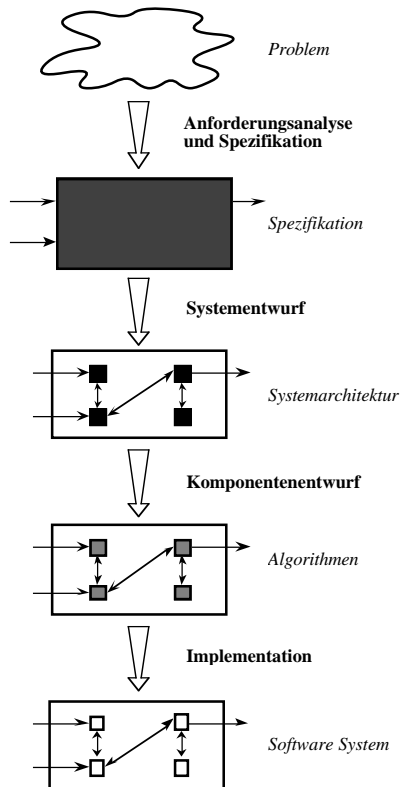 Problem
Anforderungsanalyse
und Spezifikation
Spezifikation
Systementwurf
Systemarchitektur
Komponentenentwurf
Algorithmen
Implementation
Software System